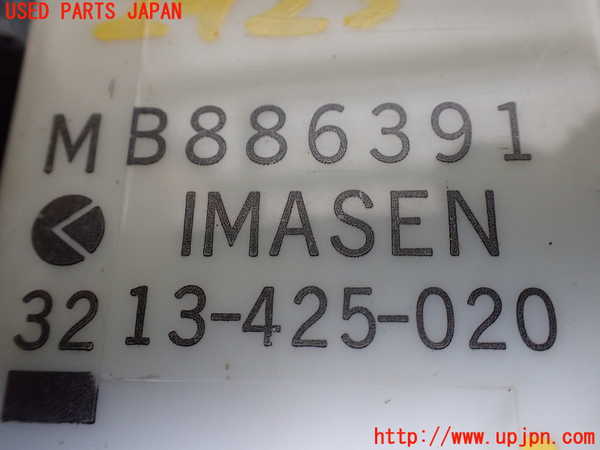 USED PARTS JAPAN
MB886391
IMASEN
3213-425-020
http://www.upjpn.com